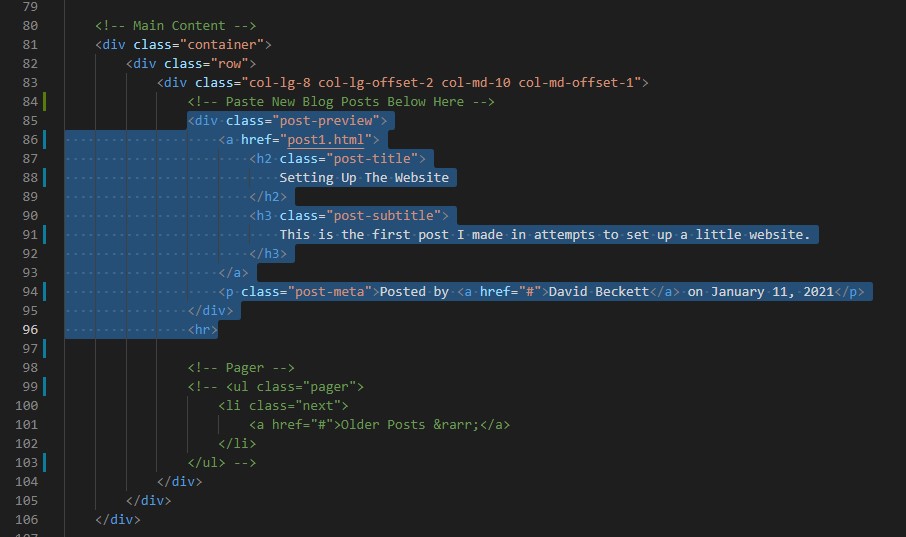 79
80 <!-- Main Content -->
81 <div class="container">
82 <div class="row">
83 <div class="col-lg-8 col-lg-offset-2 col-md-10 col-md-offset-1">
84 <!-- Paste New Blog Posts Below Here -->
85 <div class="post-preview">
86 <a href="post1.html">
87 <h2 class="post-title">
88 Setting Up The Website
89 </h2>
90 <h3 class="post-subtitle">
91 This is the first post I made in attempts to set up a little website.
92 </h3>
93 </a>
94 <p class="post-meta">Posted by <a href="#">David Beckett</a> on January 11, 2021</p>
95 </div>
96 <hr>
97
98 <!-- Pager -->
99 <!-- <ul class="pager">
100 <li class="next">
101 <a href="#">Older Posts &rarr;</a>
102 </li>
103 </ul> -->
104 </div>
105 </div>
106 </div>
107